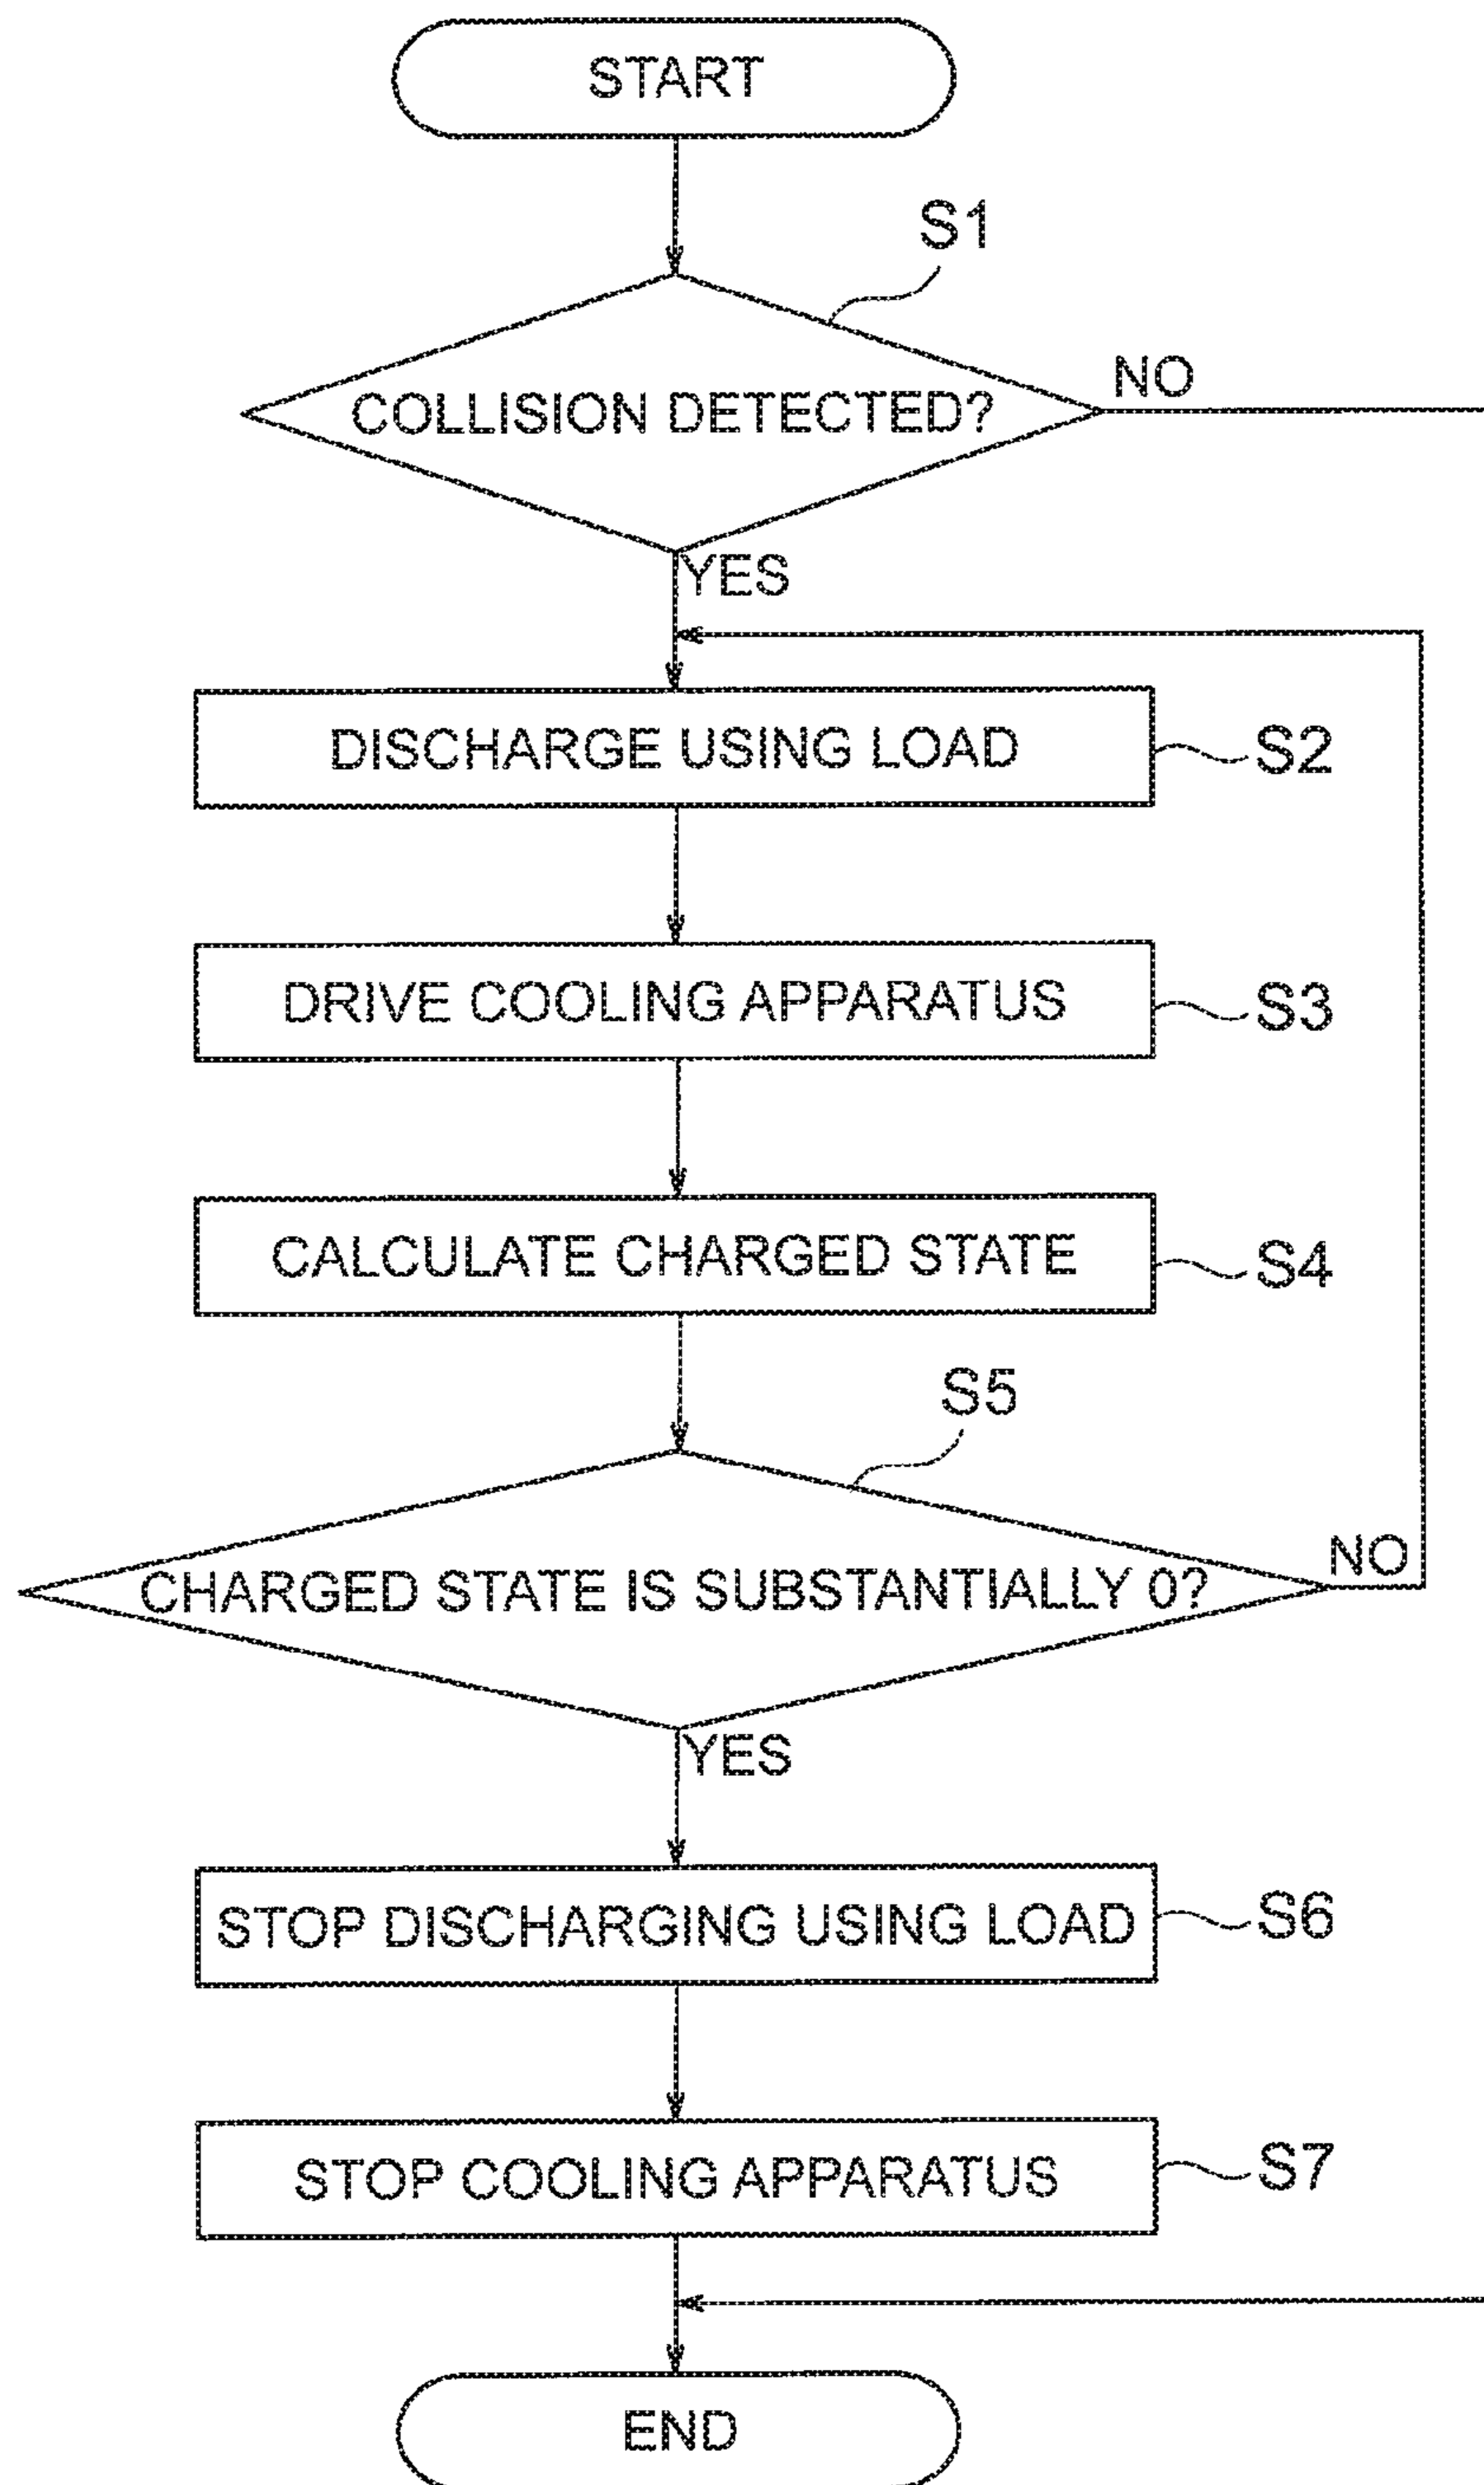 START
S1
COLLISION DETECTED?
NO
YES
DISCHARGE USING LOAD
S2
DRIVE COOLING APPARATUS
S3
CALCULATE CHARGED STATE
S4
S5
CHARGED STATE IS SUBSTANTIALLY 0?
NO
YES
STOP DISCHARGING USING LOAD
S6
STOP COOLING APPARATUS
S7
END